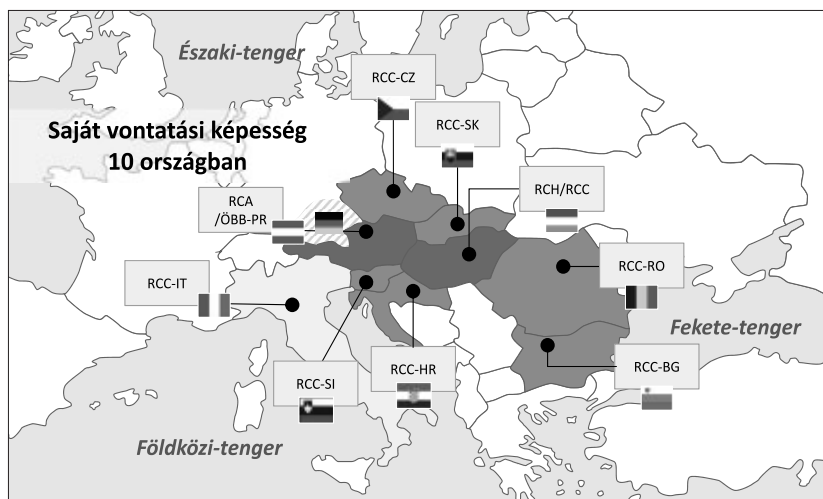 Északi-tenger
RCC-CZ
RCC-SK
Saját vontatási képesség
10 országban
RCH/RCC
RCA
/ÖBB-PR
RCC-RO
RCC-IT
Fekete-tenger
RCC-SI
RCC-HR
RCC-BG
Földközi-tenger